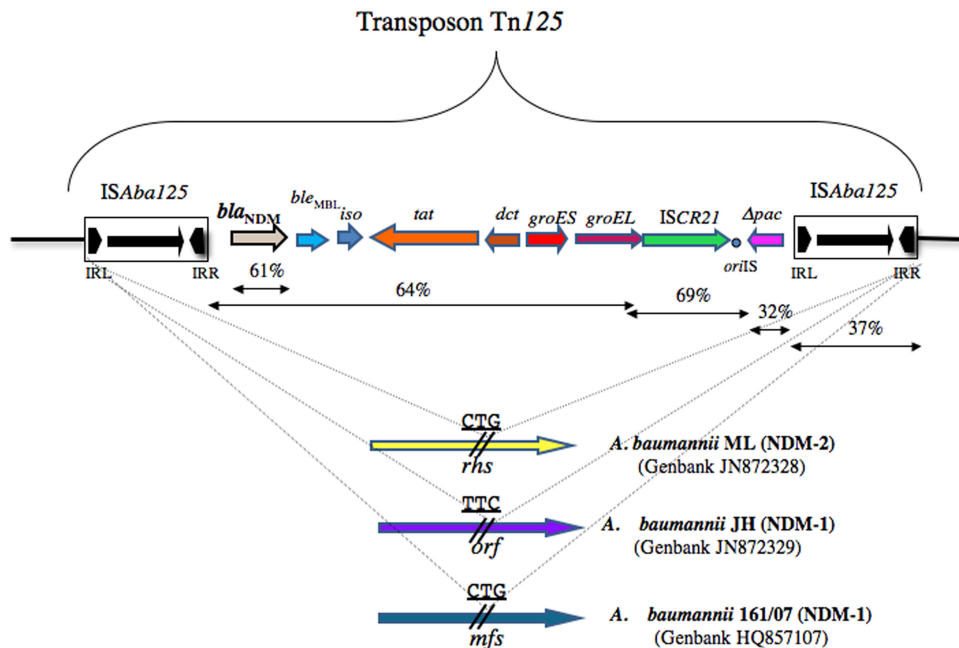 Transposon Tn125
ISAba125
ISAba125
blaNDM
bleMBL
iso
tat
dct
groES
groEL
ISCR21
Δpac
oriIS
IRL
IRR
IRL
IRR
61%
64%
69%
32%
37%
CTG
rhs
A. baumannii ML (NDM-2)
(Genbank JN872328)
TTC
orf
A. baumannii JH (NDM-1)
(Genbank JN872329)
CTG
mfs
A. baumannii 161/07 (NDM-1)
(Genbank HQ857107)